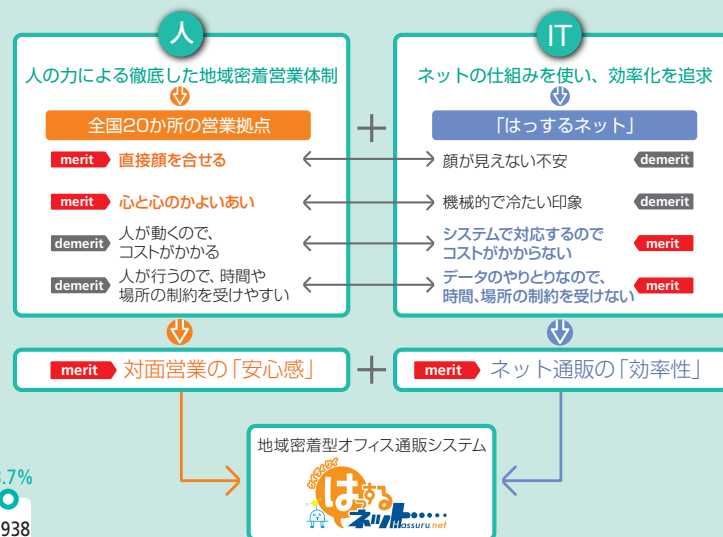 人
人の力による徹底した地域密着営業体制
全国20か所の営業拠点
merit 直接顔を合せる
merit 心と心のかよいあい
demerit 人が動くので、
コストがかかる
demerit 人が行うので、時間や
場所の制約を受けやすい
+
IT
ネットの仕組みを使い、効率化を追求
「はっするネット」
顔が見えない不安 demerit
機械的で冷たい印象 demerit
システムで対応するので
コストがかからない merit
データのやりとりなので、
時間、場所の制約を受けない merit
merit 対面営業の「安心感」
+
merit ネット通販の「効率性」
地域密着型オフィス通販システム
はっする
ネット
assuru.net
.7%
938